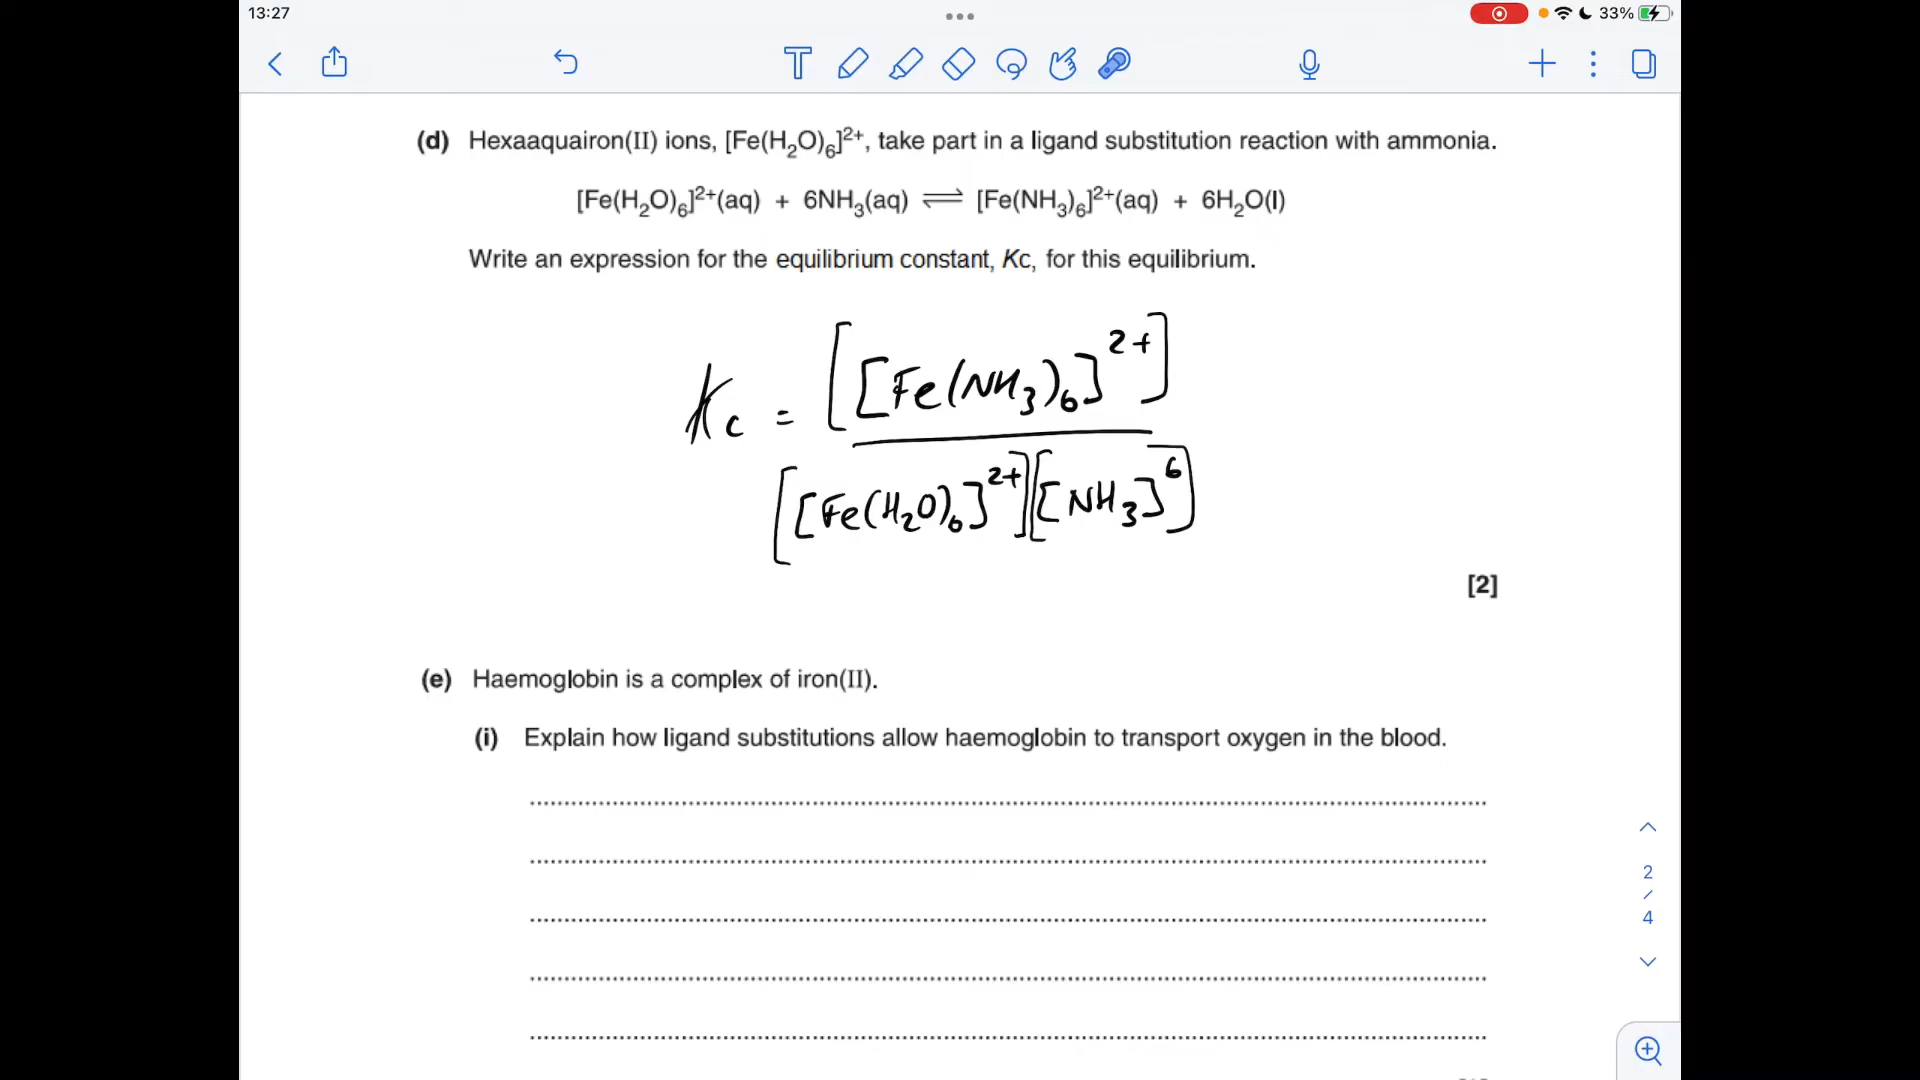 13:27
33%
(d) Hexaaquairon(II) ions, [Fe(H₂O)₆]²⁺, take part in a ligand substitution reaction with ammonia.
[Fe(H₂O)₆]²⁺(aq) + 6NH₃(aq) ⇌ [Fe(NH₃)₆]²⁺(aq) + 6H₂O(l)
Write an expression for the equilibrium constant, Kc, for this equilibrium.
[[Fe(NH₃)₆]²⁺]
Kc =
[[Fe(H₂O)₆]²⁺][[NH₃]⁶]
[2]
(e) Haemoglobin is a complex of iron(II).
(i) Explain how ligand substitutions allow haemoglobin to transport oxygen in the blood.
2
/
4